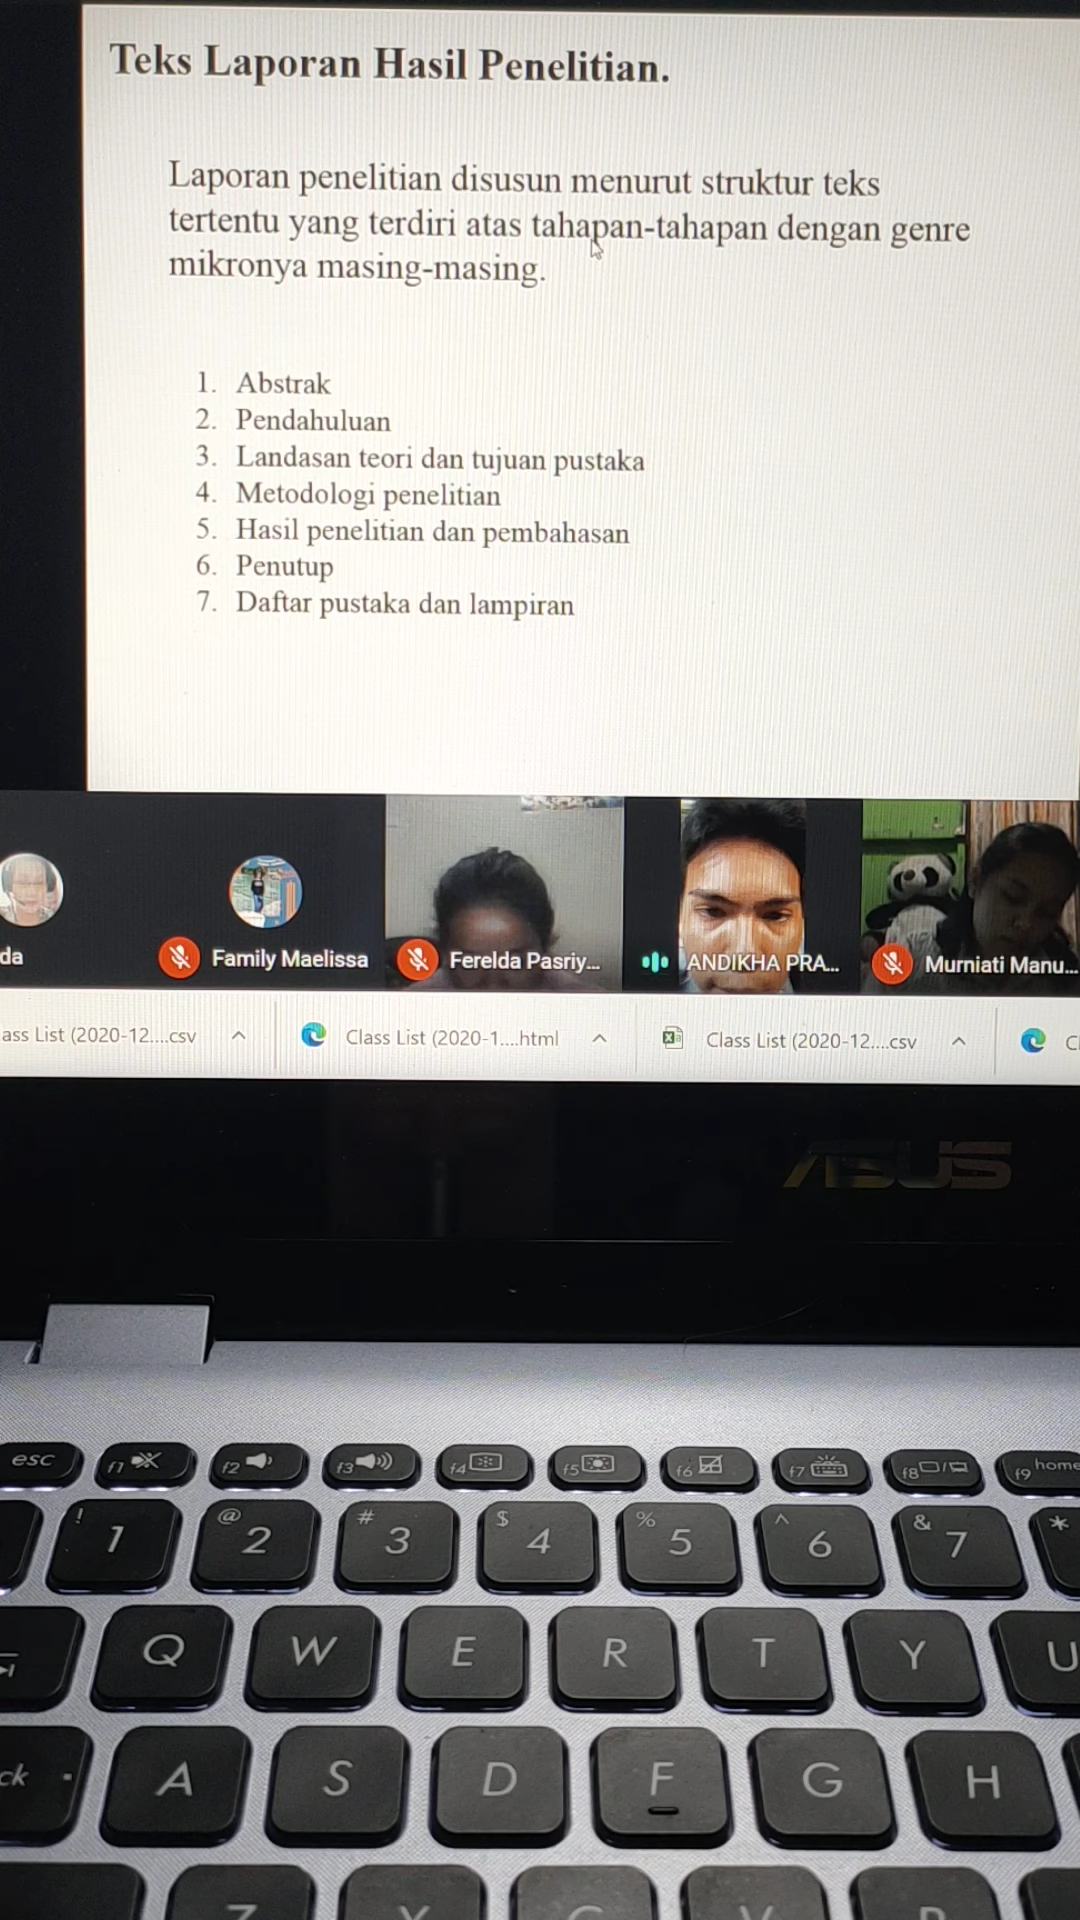 Teks Laporan Hasil Penelitian.
Laporan penelitian disusun menurut struktur teks
tertentu yang terdiri atas tahapan-tahapan dengan genre
mikronya masing-masing.
1. Abstrak
2. Pendahuluan
3. Landasan teori dan tujuan pustaka
4. Metodologi penelitian
5. Hasil penelitian dan pembahasan
6. Penutup
7. Daftar pustaka dan lampiran
da
Family Maelissa
Ferelda Pasriy...
ANDIKHA PRA...
Murniati Manu...
ass List (2020-12....csv
Class List (2020-1....html
Class List (2020-12....csv
C
ASUS
esc f1 f2 f3 f4 f5 f6 f7 f8 f9 home
! 1 @ 2 # 3 $ 4 % 5 ^ 6 & 7 *
Q W E R T Y U
ck A S D F G H